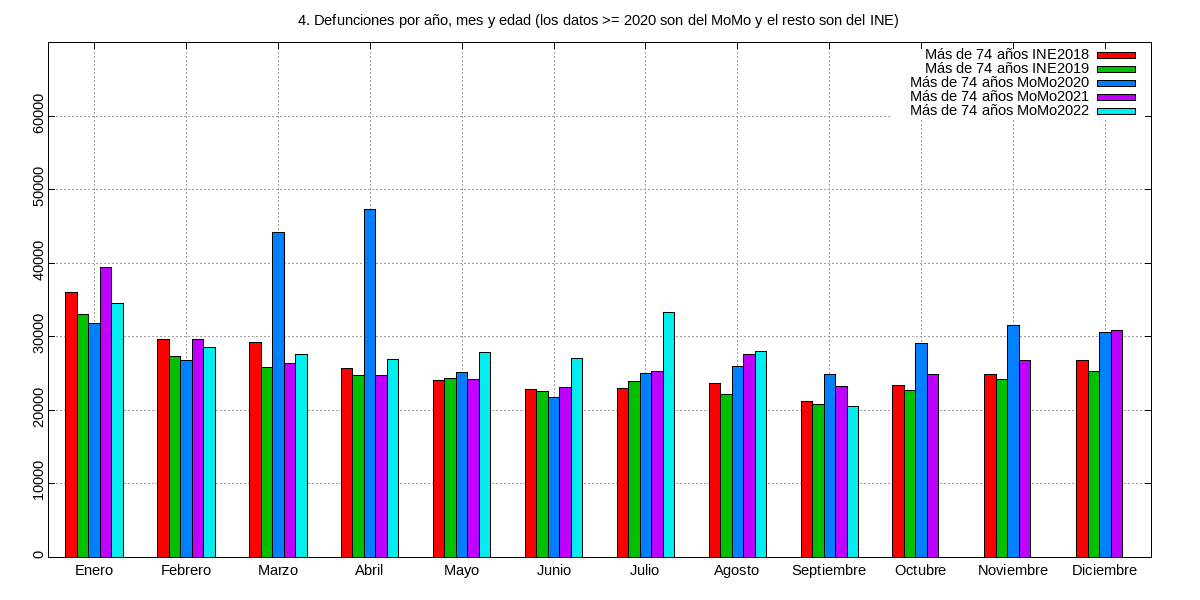 4. Defunciones por año, mes y edad (los datos >= 2020 son del MoMo y el resto son del INE)
Más de 74 años INE2018
Más de 74 años INE2019
Más de 74 años MoMo2020
Más de 74 años MoMo2021
Más de 74 años MoMo2022
60000
50000
40000
30000
20000
10000
0
Enero Febrero Marzo Abril Mayo Junio Julio Agosto Septiembre Octubre Noviembre Diciembre